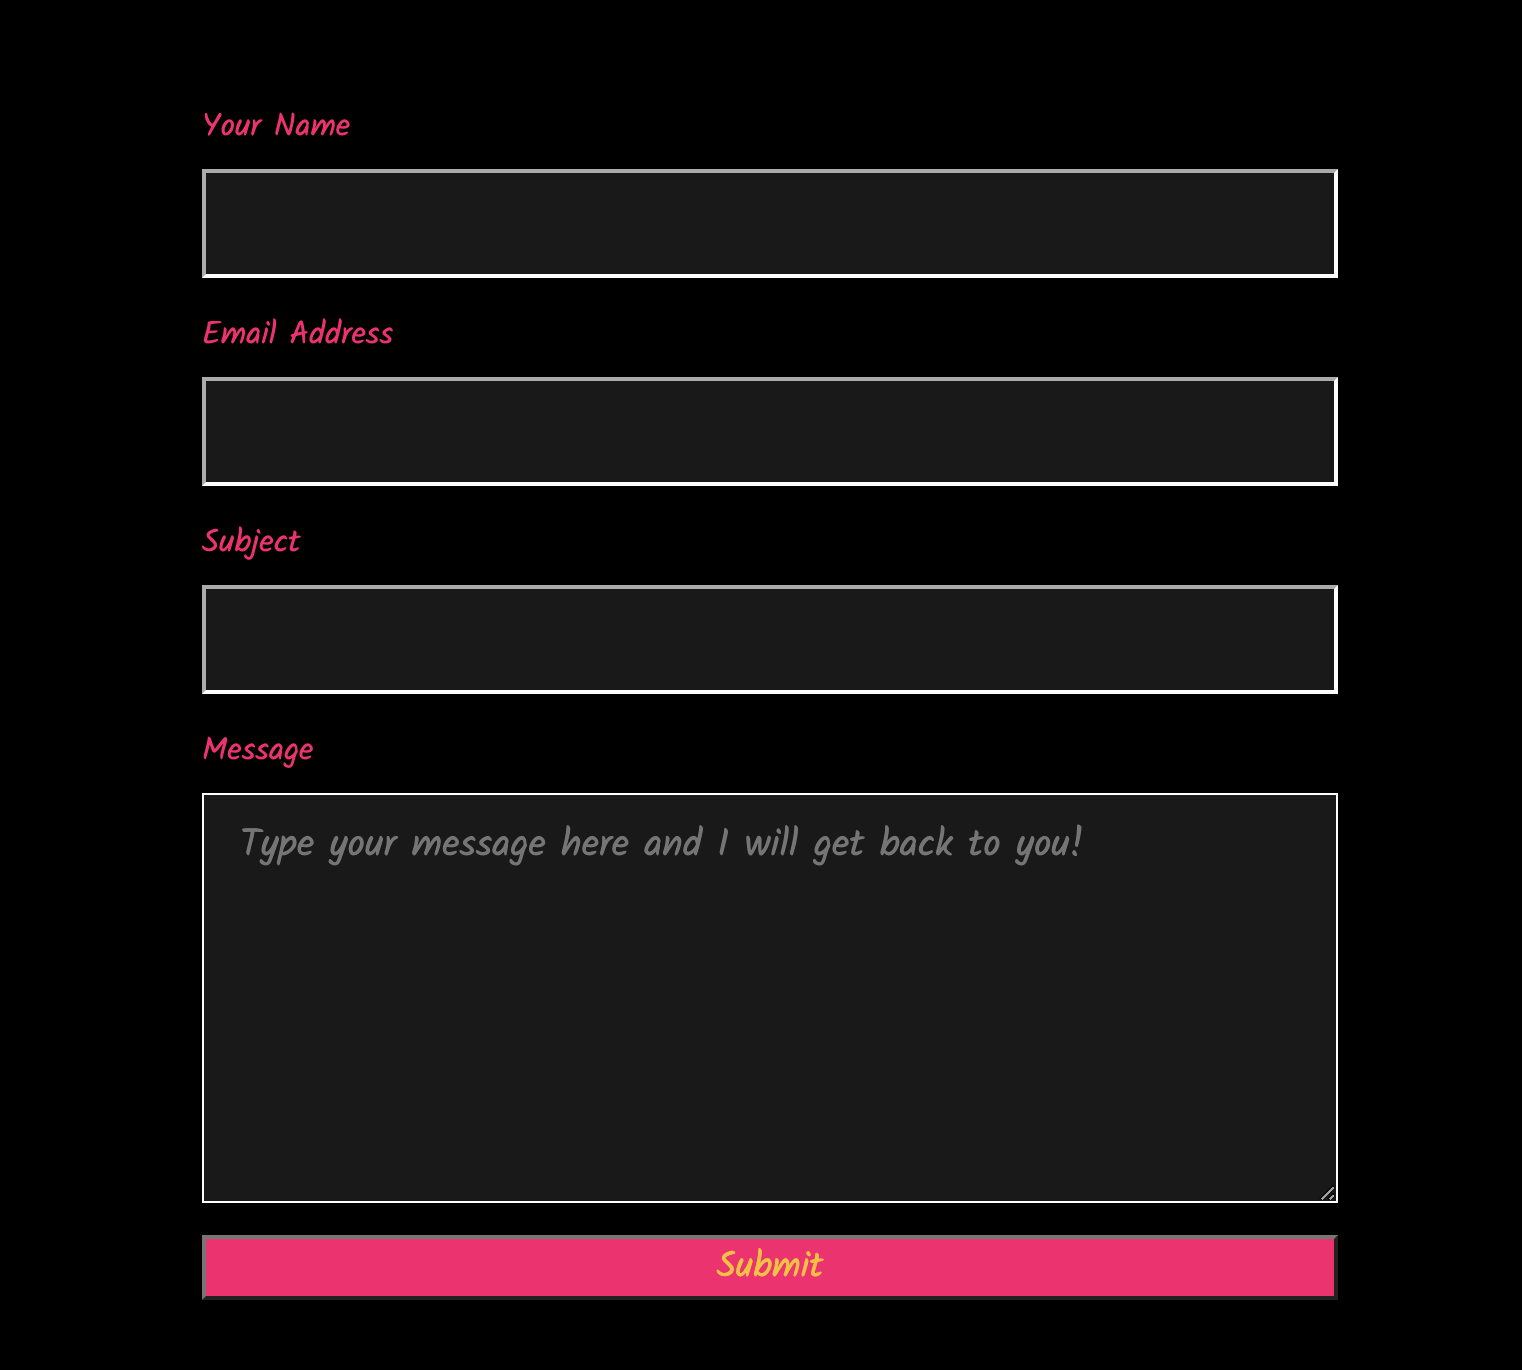 Your Name
Email Address
Subject
Message
Type your message here and I will get back to you!
Submit